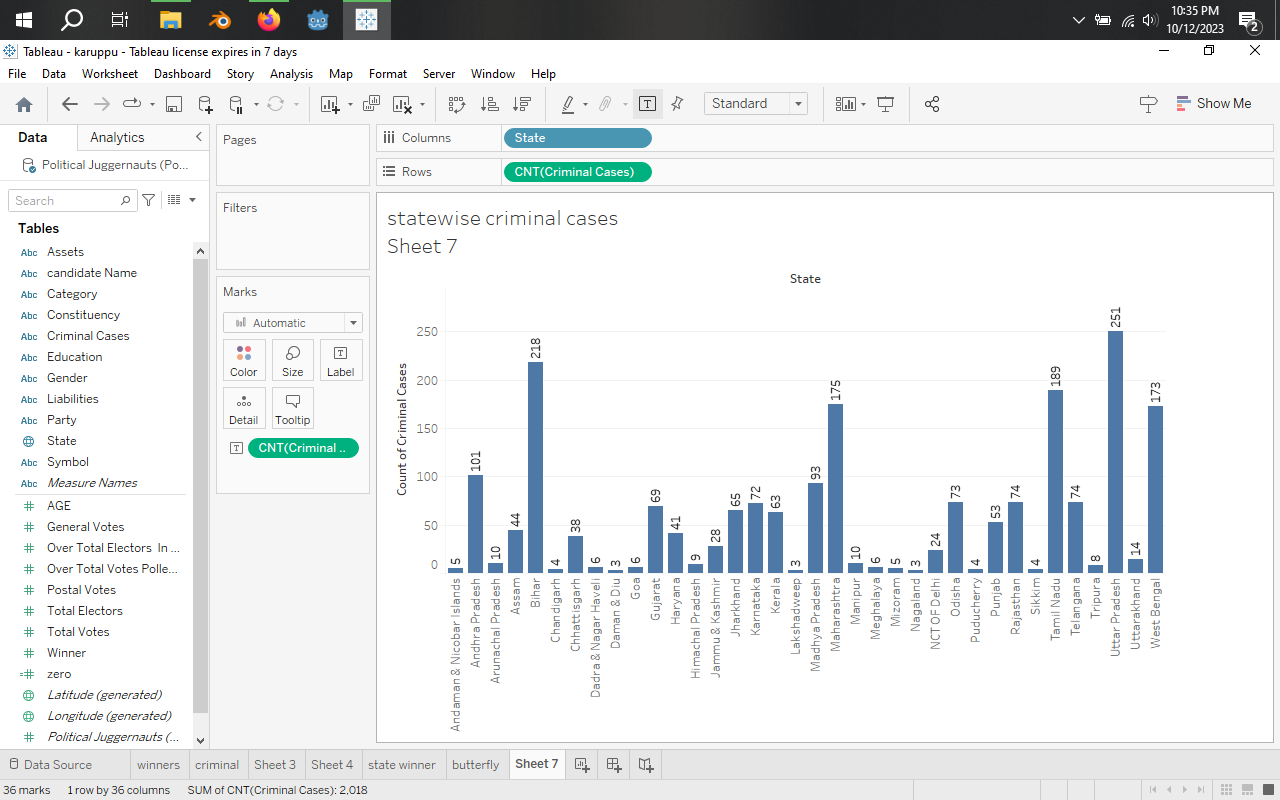 10:35 PM
10/12/2023
2
Tableau - karuppu - Tableau license expires in 7 days
File Data Worksheet Dashboard Story Analysis Map Format Server Window Help
Standard
Show Me
Data Analytics
Political Juggernauts (Po...
Search
Tables
Abc Assets
Abc candidate Name
Abc Category
Abc Constituency
Abc Criminal Cases
Abc Education
Abc Gender
Abc Liabilities
Abc Party
State
Abc Symbol
Abc Measure Names
AGE
General Votes
Over Total Electors In ...
Over Total Votes Polle...
Postal Votes
Total Electors
Total Votes
Winner
zero
Latitude (generated)
Longitude (generated)
Political Juggernauts (...
Pages
Filters
Marks
Automatic
Color Size Label
Detail Tooltip
CNT(Criminal ..
Columns State
Rows CNT(Criminal Cases)
statewise criminal cases
Sheet 7
State
Count of Criminal Cases
250
200
150
100
50
0
5
101
10
44
218
4
38
6
3
6
69
41
9
28
65
72
63
3
93
175
10
6
5
3
24
73
4
53
74
4
189
74
8
251
14
173
Andaman & Nicobar Islands
Andhra Pradesh
Arunachal Pradesh
Assam
Bihar
Chandigarh
Chhattisgarh
Dadra & Nagar Haveli
Daman & Diu
Goa
Gujarat
Haryana
Himachal Pradesh
Jammu & Kashmir
Jharkhand
Karnataka
Kerala
Lakshadweep
Madhya Pradesh
Maharashtra
Manipur
Meghalaya
Mizoram
Nagaland
NCT OF Delhi
Odisha
Puducherry
Punjab
Rajasthan
Sikkim
Tamil Nadu
Telangana
Tripura
Uttar Pradesh
Uttarakhand
West Bengal
Data Source winners criminal Sheet 3 Sheet 4 state winner butterfly Sheet 7
36 marks 1 row by 36 columns SUM of CNT(Criminal Cases): 2,018